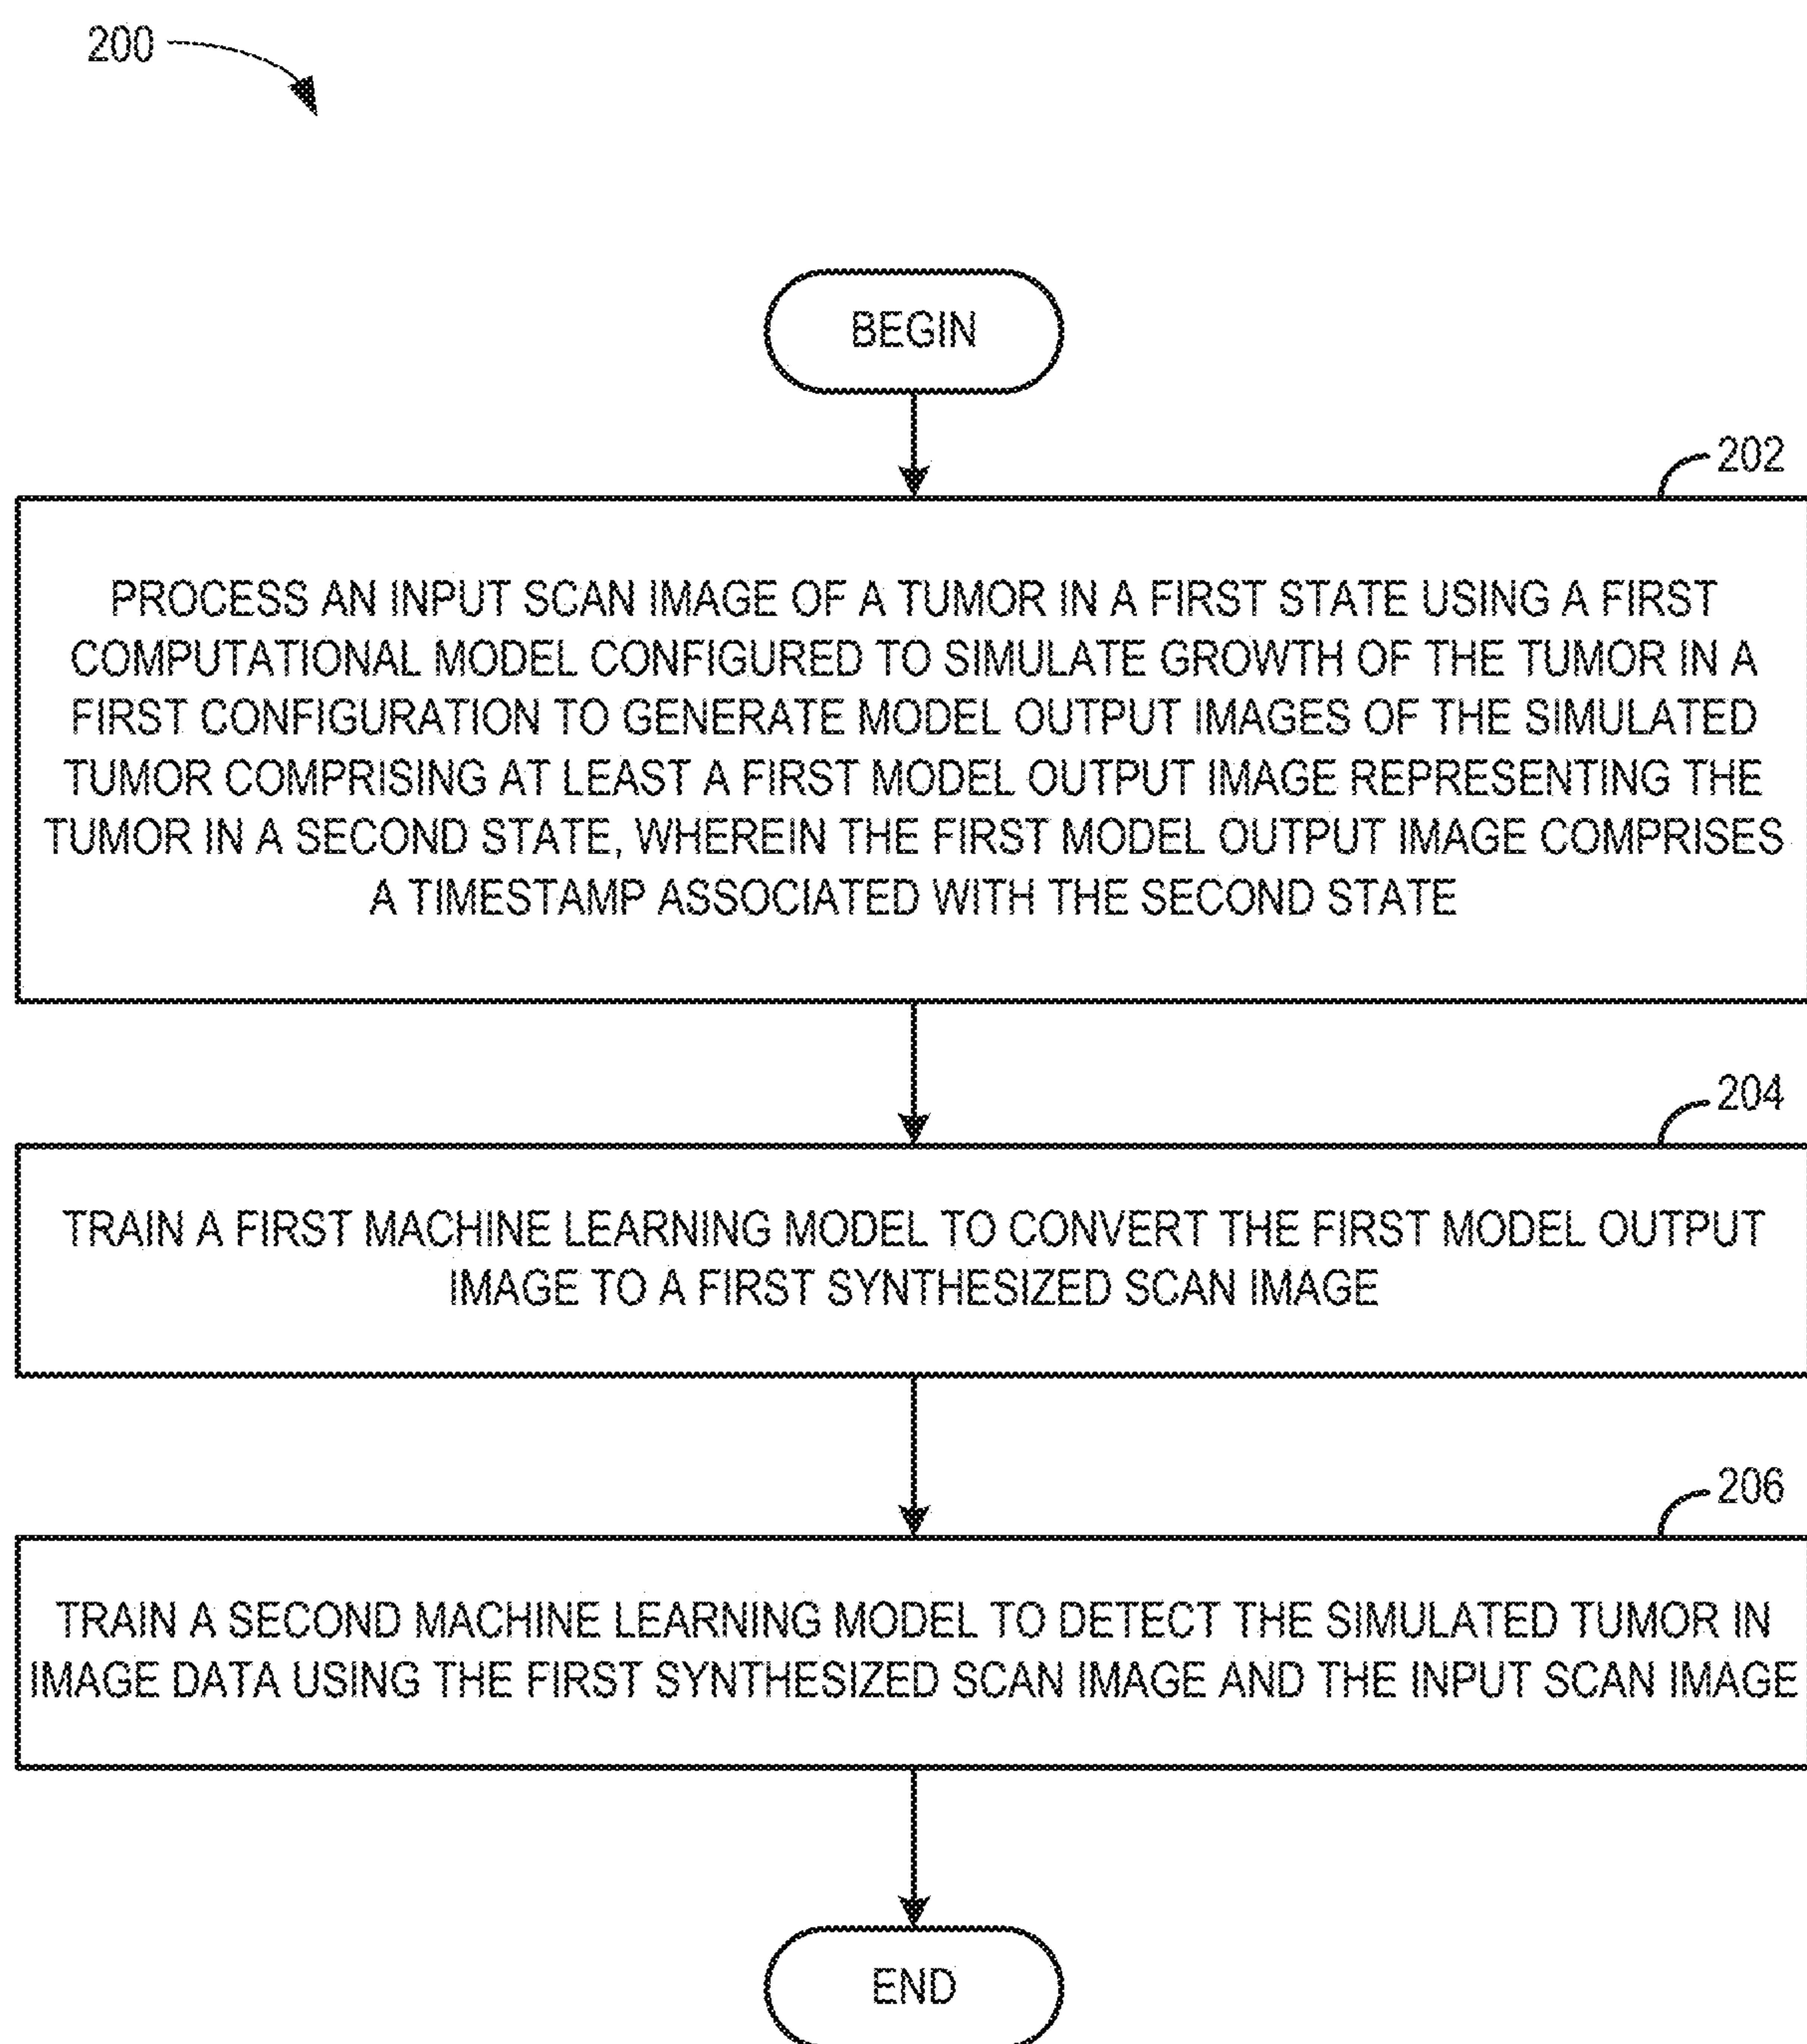 200
BEGIN
202
PROCESS AN INPUT SCAN IMAGE OF A TUMOR IN A FIRST STATE USING A FIRST
COMPUTATIONAL MODEL CONFIGURED TO SIMULATE GROWTH OF THE TUMOR IN A
FIRST CONFIGURATION TO GENERATE MODEL OUTPUT IMAGES OF THE SIMULATED
TUMOR COMPRISING AT LEAST A FIRST MODEL OUTPUT IMAGE REPRESENTING THE
TUMOR IN A SECOND STATE, WHEREIN THE FIRST MODEL OUTPUT IMAGE COMPRISES
A TIMESTAMP ASSOCIATED WITH THE SECOND STATE
204
TRAIN A FIRST MACHINE LEARNING MODEL TO CONVERT THE FIRST MODEL OUTPUT
IMAGE TO A FIRST SYNTHESIZED SCAN IMAGE
206
TRAIN A SECOND MACHINE LEARNING MODEL TO DETECT THE SIMULATED TUMOR IN
IMAGE DATA USING THE FIRST SYNTHESIZED SCAN IMAGE AND THE INPUT SCAN IMAGE
END